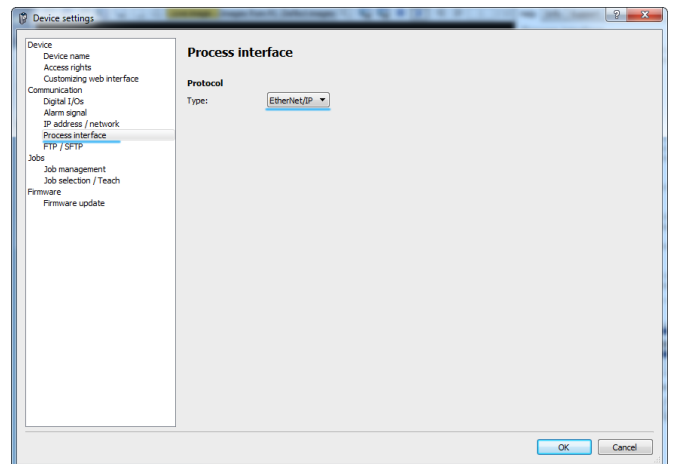 Device settings
Device
Device name
Access rights
Customizing web interface
Communication
Digital I/Os
Alarm signal
IP address / network
Process interface
FTP / SFTP
Jobs
Job management
Job selection / Teach
Firmware
Firmware update
Process interface
Protocol
Type: EtherNet/IP
OK Cancel